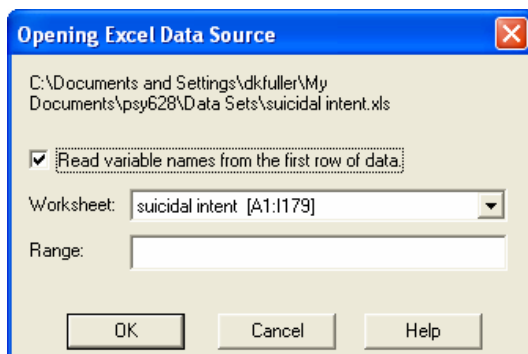 Opening Excel Data Source
C:\Documents and Settings\dkfuller\My
Documents\psy628\Data Sets\suicidal intent.xls
Read variable names from the first row of data.
Worksheet: suicidal intent [A1:I179]
Range:
OK Cancel Help